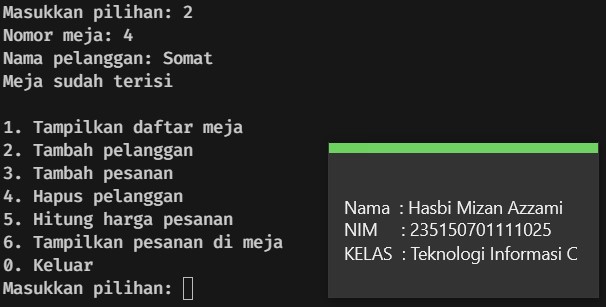 Masukkan pilihan: 2
Nomor meja: 4
Nama pelanggan: Somat
Meja sudah terisi
1. Tampilkan daftar meja
2. Tambah pelanggan
3. Tambah pesanan
4. Hapus pelanggan
5. Hitung harga pesanan
6. Tampilkan pesanan di meja
0. Keluar
Masukkan pilihan:
Nama : Hasbi Mizan Azzami
NIM : 235150701111025
KELAS : Teknologi Informasi C